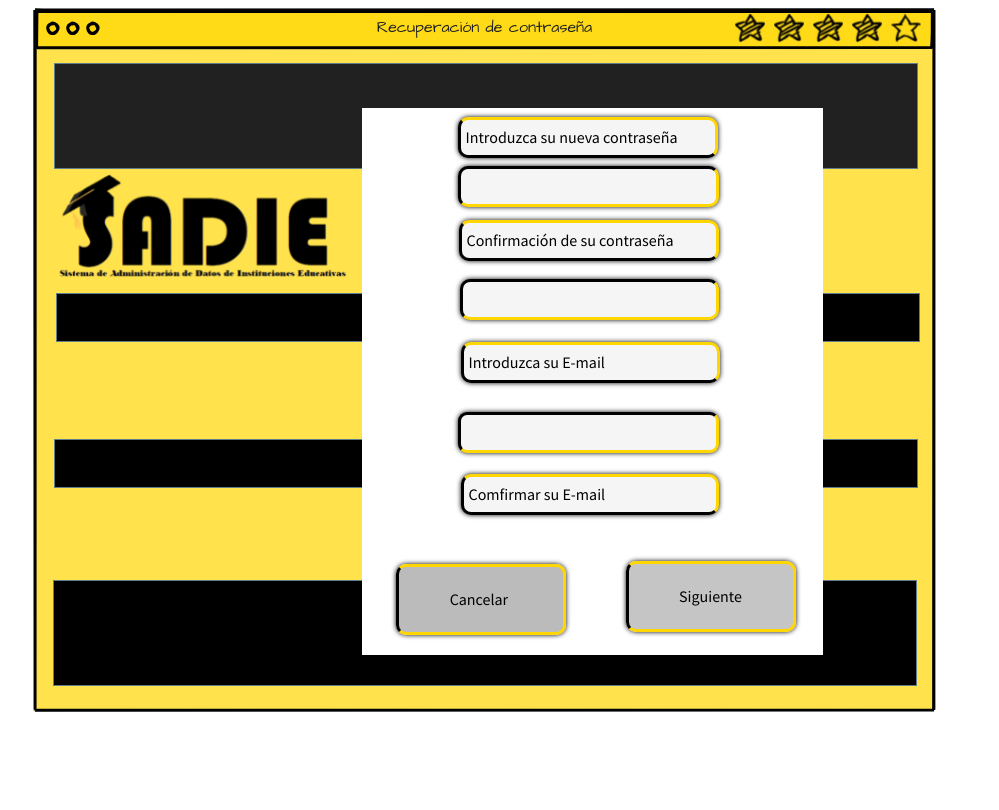 Recuperación de contraseña
Introduzca su nueva contraseña
SADIE
Sistema de Administración de Datos de Instituciones Educativas
Confirmación de su contraseña
Introduzca su E-mail
Comfirmar su E-mail
Cancelar
Siguiente